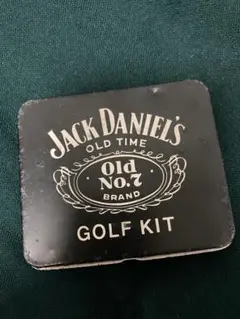 JACK DANIEL'S
OLD TIME
Old
No.7
BRAND
GOLF KIT